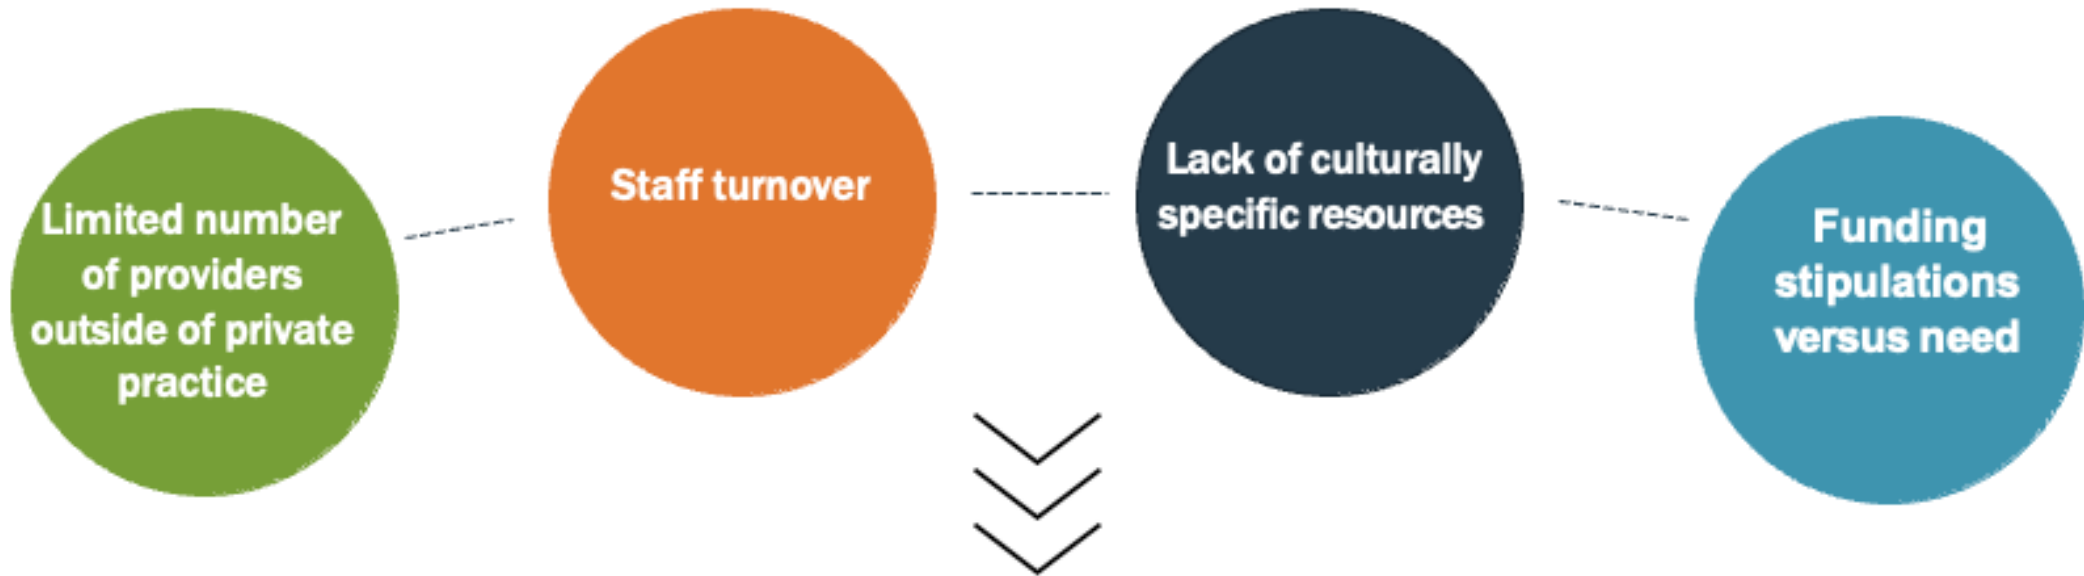 Limited number
of providers
outside of private
practice
Staff turnover
Lack of culturally
specific resources
Funding
stipulations
versus need